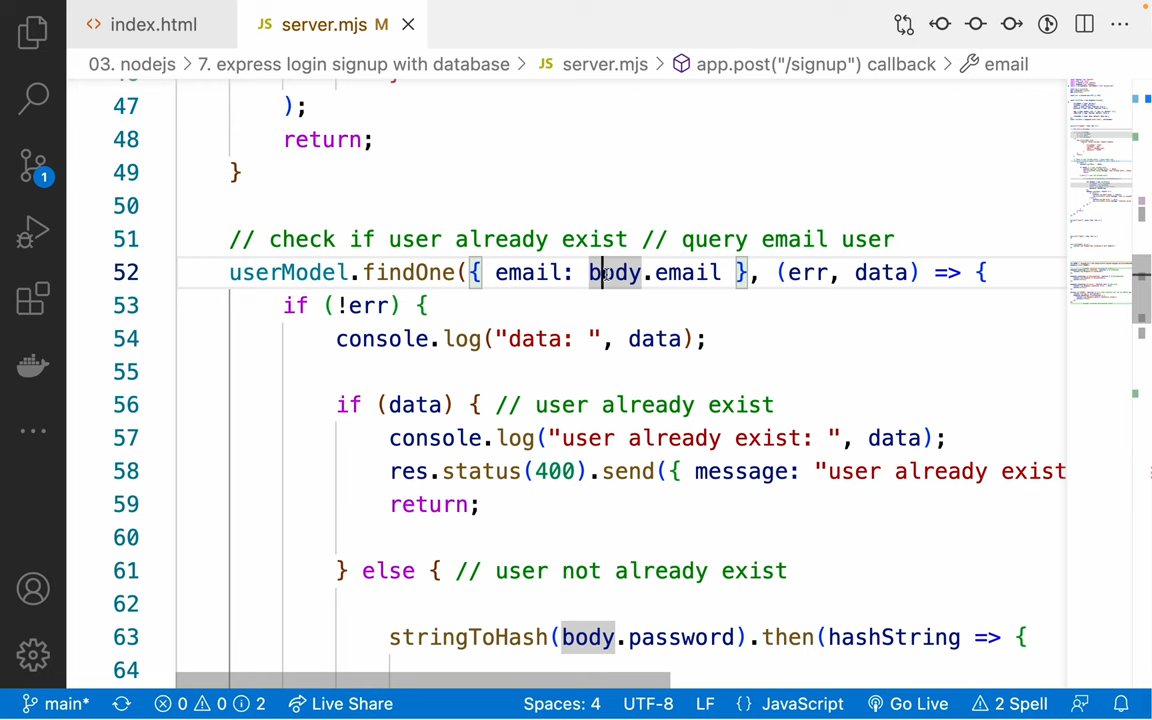 index.html
JS server.mjs M
03. nodejs > 7. express login signup with database > JS server.mjs > app.post("/signup") callback > email
47 );
48 return;
49 }
50
51 // check if user already exist // query email user
52 userModel.findOne({ email: body.email }, (err, data) => {
53 if (!err) {
54 console.log("data: ", data);
55
56 if (data) { // user already exist
57 console.log("user already exist: ", data);
58 res.status(400).send({ message: "user already exist
59 return;
60
61 } else { // user not already exist
62
63 stringToHash(body.password).then(hashString => {
64
1
main* 0 0 2 Live Share Spaces: 4 UTF-8 LF {} JavaScript Go Live 2 Spell